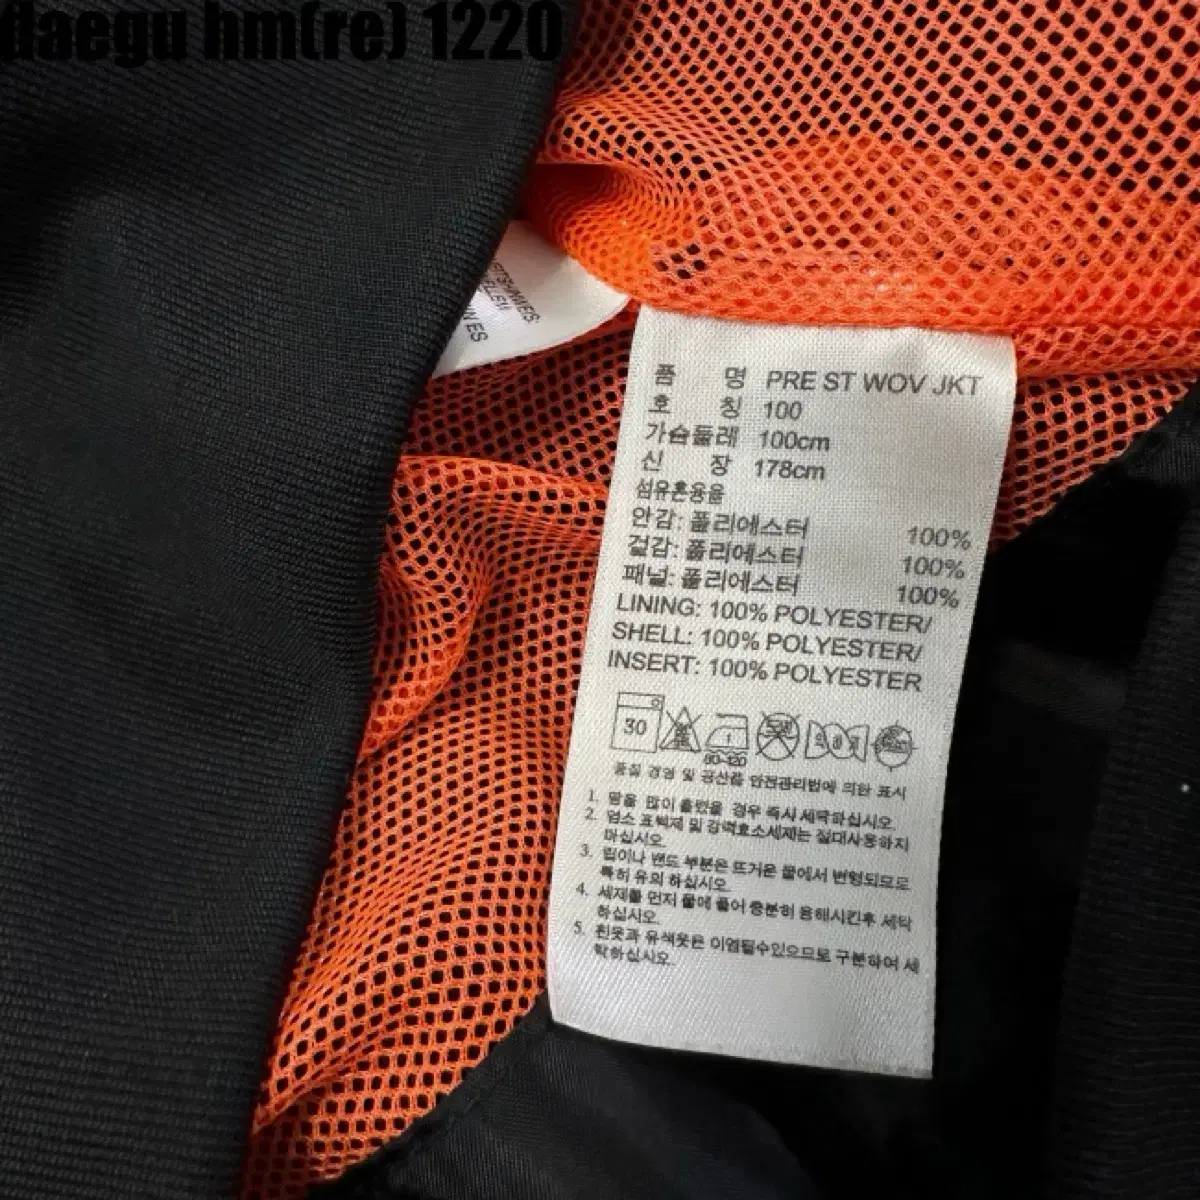 daegu hm(re) 1220
품 명 PRE ST WOV JKT
호 칭 100
가슴둘레 100cm
신 장 178cm
섬유혼용율
안감: 폴리에스터 100%
겉감: 폴리에스터 100%
패널: 폴리에스터 100%
LINING: 100% POLYESTER/
SHELL: 100% POLYESTER/
INSERT: 100% POLYESTER
30
80-120
품질 경영 및 공산품 안전관리법에 의한 표시
1. 땀을 많이 흘렸을 경우 즉시 세탁하십시오.
2. 염소 표백제 및 강력효소세제는 절대사용하지
마십시오.
3. 립이나 밴드 부분은 뜨거운 물에서 변형되므로
특히 유의 하십시오.
4. 세제를 먼저 물에 풀어 충분히 용해시킨후 세탁
하십시오.
5. 흰옷과 유색옷은 이염될수있으므로 구분하여 세
탁하십시오.